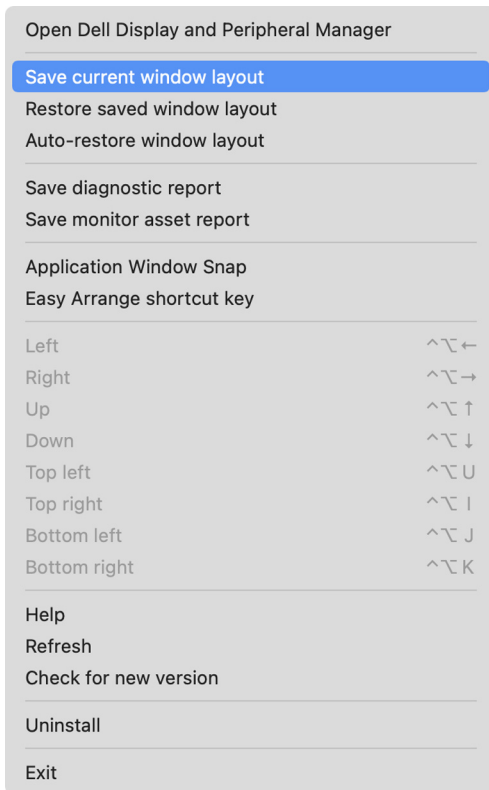 Open Dell Display and Peripheral Manager
Save current window layout
Restore saved window layout
Auto-restore window layout
Save diagnostic report
Save monitor asset report
Application Window Snap
Easy Arrange shortcut key
Left ^⌥←
Right ^⌥→
Up ^⌥↑
Down ^⌥↓
Top left ^⌥U
Top right ^⌥I
Bottom left ^⌥J
Bottom right ^⌥K
Help
Refresh
Check for new version
Uninstall
Exit